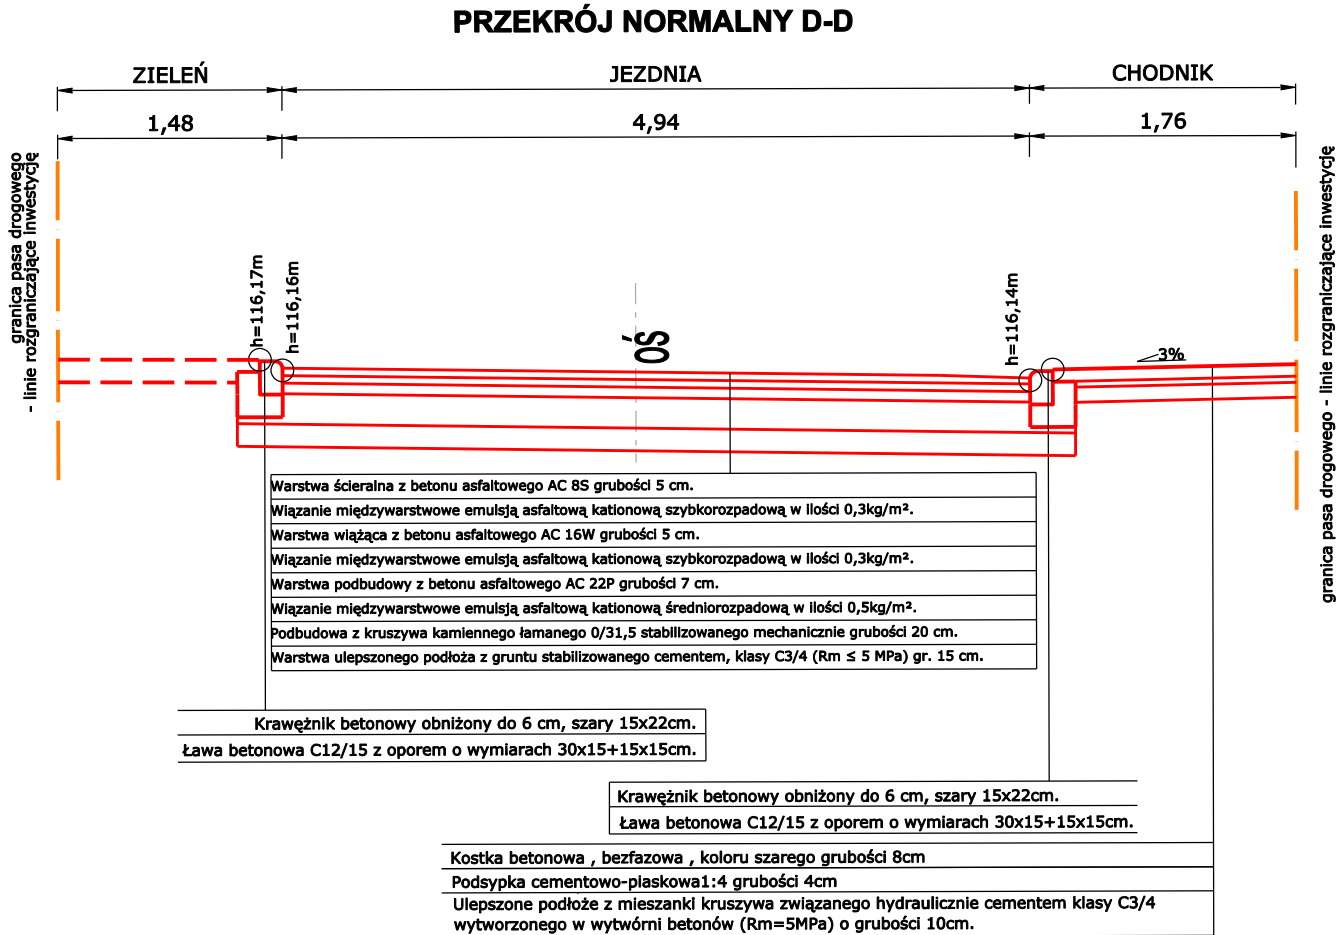 PRZEKRÓJ NORMALNY D-D
ZIELEŃ
JEZDNIA
CHODNIK
1,48
4,94
1,76
granica pasa drogowego
- linie rozgraniczające inwestycję
h=116,17m
h=116,16m
OŚ
h=116,14m
3%
granica pasa drogowego - linie rozgraniczające inwestycję
Warstwa ścieralna z betonu asfaltowego AC 8S grubości 5 cm.
Wiązanie międzywarstwowe emulsją asfaltową kationową szybkorozpadową w ilości 0,3kg/m².
Warstwa wiążąca z betonu asfaltowego AC 16W grubości 5 cm.
Wiązanie międzywarstwowe emulsją asfaltową kationową szybkorozpadową w ilości 0,3kg/m².
Warstwa podbudowy z betonu asfaltowego AC 22P grubości 7 cm.
Wiązanie międzywarstwowe emulsją asfaltową kationową średniorozpadową w ilości 0,5kg/m².
Podbudowa z kruszywa kamiennego łamanego 0/31,5 stabilizowanego mechanicznie grubości 20 cm.
Warstwa ulepszonego podłoża z gruntu stabilizowanego cementem, klasy C3/4 (Rm ≤ 5 MPa) gr. 15 cm.
Krawężnik betonowy obniżony do 6 cm, szary 15x22cm.
Ława betonowa C12/15 z oporem o wymiarach 30x15+15x15cm.
Krawężnik betonowy obniżony do 6 cm, szary 15x22cm.
Ława betonowa C12/15 z oporem o wymiarach 30x15+15x15cm.
Kostka betonowa , bezfazowa , koloru szarego grubości 8cm
Podsypka cementowo-piaskowa1:4 grubości 4cm
Ulepszone podłoże z mieszanki kruszywa związanego hydraulicznie cementem klasy C3/4
wytworzonego w wytwórni betonów (Rm=5MPa) o grubości 10cm.